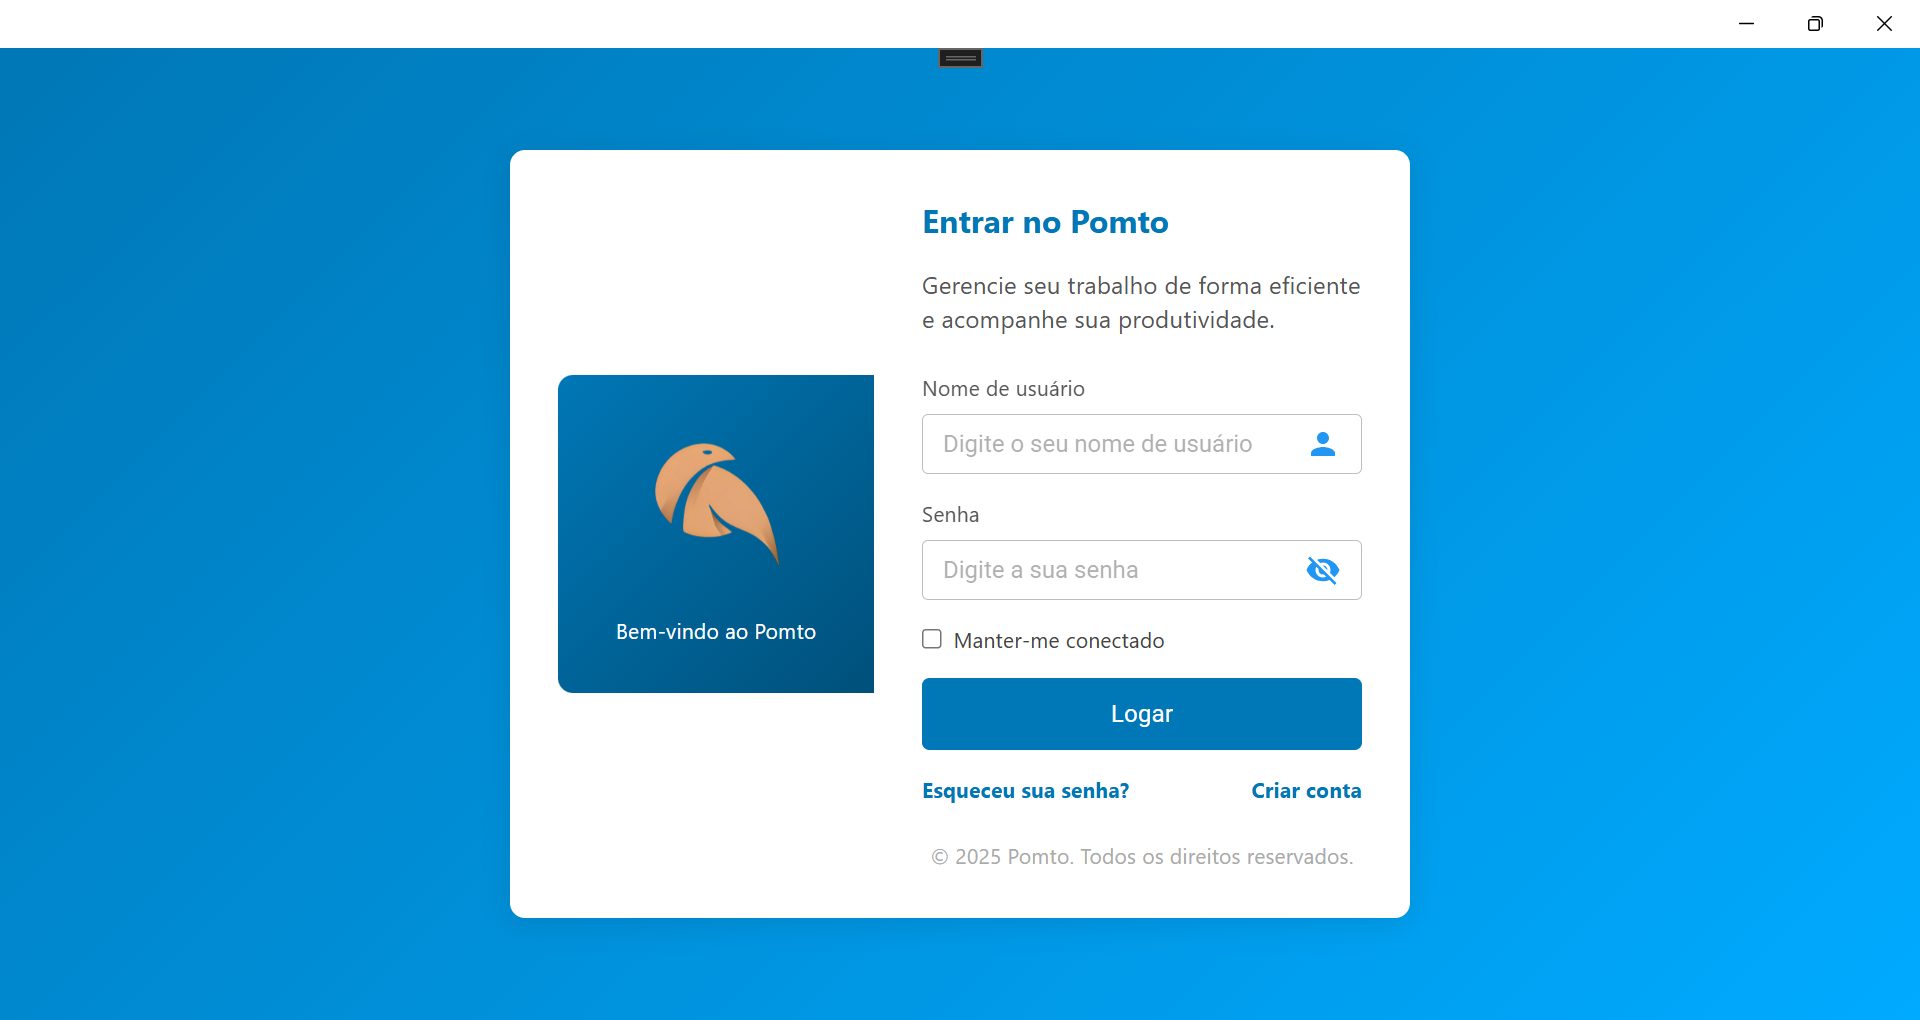 Entrar no Pomto
Gerencie seu trabalho de forma eficiente
e acompanhe sua produtividade.
Nome de usuário
Digite o seu nome de usuário
Senha
Digite a sua senha
Bem-vindo ao Pomto
Manter-me conectado
Logar
Esqueceu sua senha? Criar conta
© 2025 Pomto. Todos os direitos reservados.